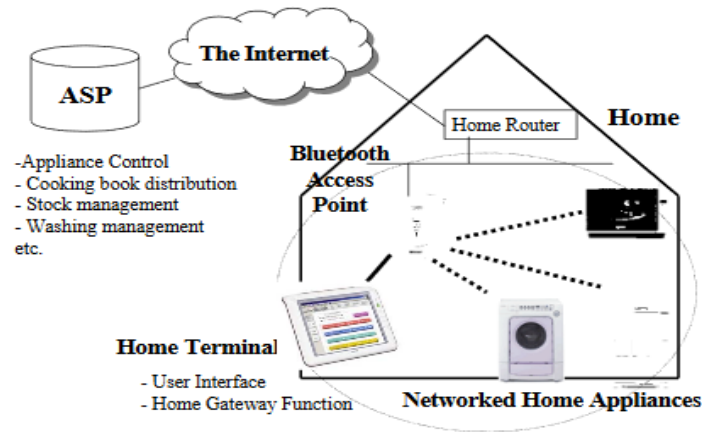 The Internet
ASP
Home Router
Home
Bluetooth
Access
Point
-Appliance Control
- Cooking book distribution
- Stock management
- Washing management
etc.
Home Terminal
- User Interface
- Home Gateway Function
Networked Home Appliances